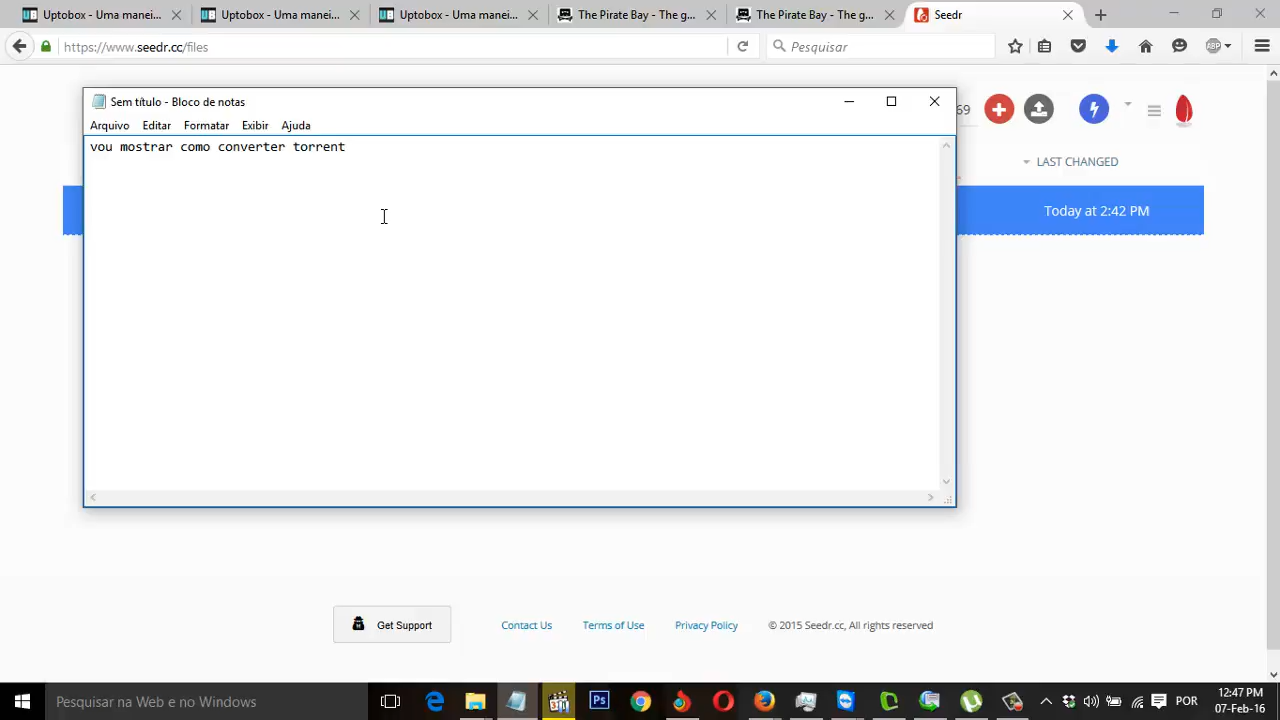 Uptobox - Uma manei...
Uptobox - Uma manei...
Uptobox - Uma manei...
The Pirate Bay - The g...
The Pirate Bay - The g...
Seedr
https://www.seedr.cc/files
Pesquisar
ABP
Sem título - Bloco de notas
Arquivo Editar Formatar Exibir Ajuda
69
vou mostrar como converter torrent
LAST CHANGED
Today at 2:42 PM
Get Support
Contact Us
Terms of Use
Privacy Policy
© 2015 Seedr.cc, All rights reserved
Pesquisar na Web e no Windows
Ps
POR
12:47 PM
07-Feb-16